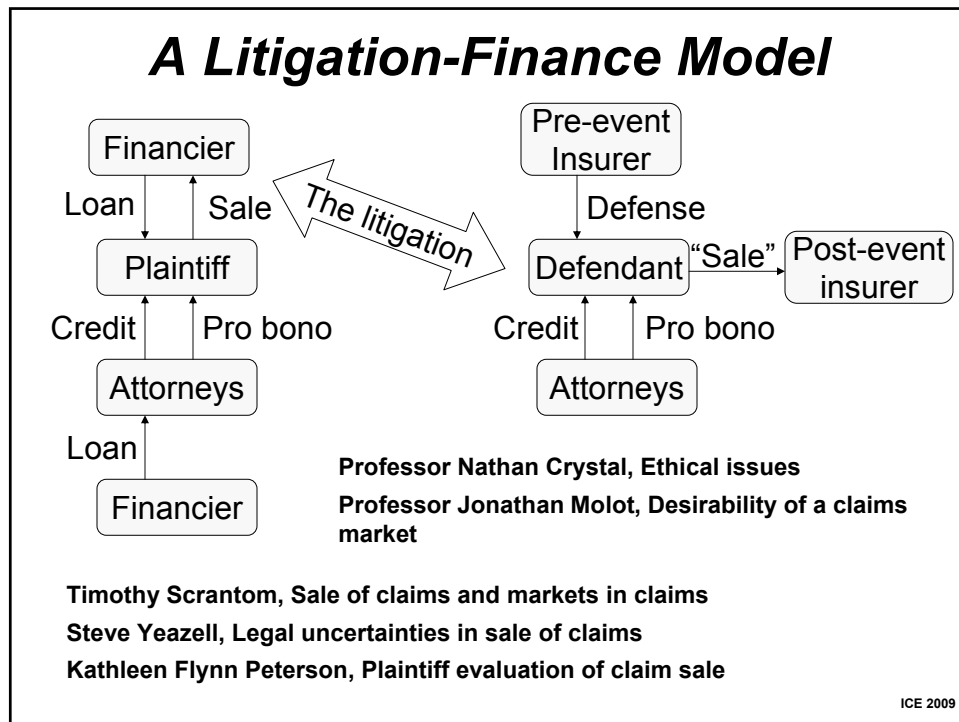 A Litigation-Finance Model
Financier
Loan
Sale
Plaintiff
Credit
Pro bono
Attorneys
Loan
Financier
The litigation
Pre-event
Insurer
Defense
Defendant
“Sale”
Post-event
insurer
Credit
Pro bono
Attorneys
Professor Nathan Crystal, Ethical issues
Professor Jonathan Molot, Desirability of a claims
market
Timothy Scrantom, Sale of claims and markets in claims
Steve Yeazell, Legal uncertainties in sale of claims
Kathleen Flynn Peterson, Plaintiff evaluation of claim sale
ICE 2009